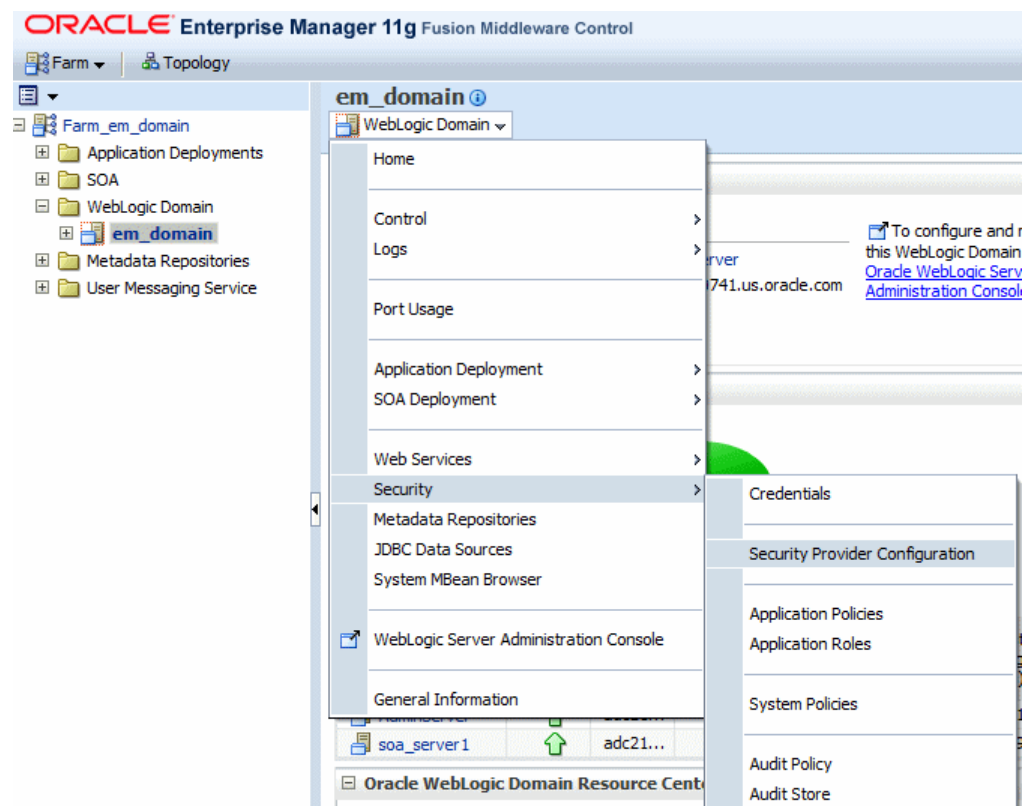 ORACLE Enterprise Manager 11g Fusion Middleware Control
Farm
Topology
em_domain
WebLogic Domain
Farm_em_domain
Application Deployments
SOA
WebLogic Domain
em_domain
Metadata Repositories
User Messaging Service
Home
Control
Logs
Port Usage
Application Deployment
SOA Deployment
Web Services
Security
Metadata Repositories
JDBC Data Sources
System MBean Browser
WebLogic Server Administration Console
General Information
To configure and
this WebLogic Domain
Oracle WebLogic Serv
Administration Consol
rver
741.us.oracle.com
Credentials
Security Provider Configuration
Application Policies
Application Roles
System Policies
Audit Policy
Audit Store
soa_server1
adc21...
Oracle WebLogic Domain Resource Cent